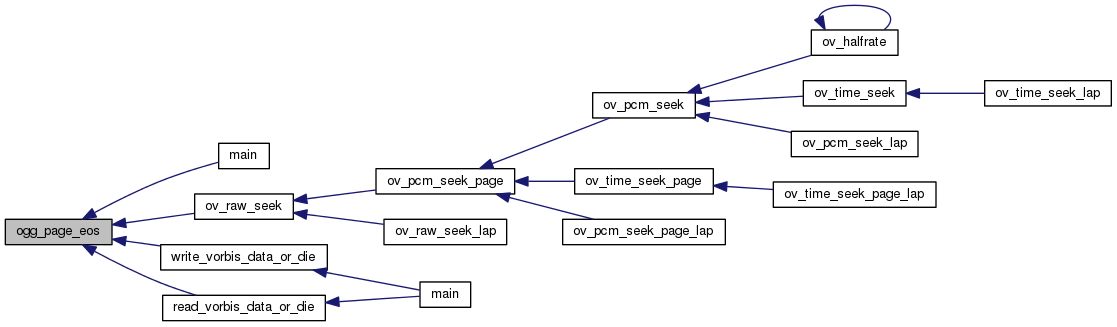 ov_halfrate
ov_time_seek
ov_time_seek_lap
ov_pcm_seek
ov_pcm_seek_lap
main
ov_pcm_seek_page
ov_time_seek_page
ov_time_seek_page_lap
ov_raw_seek
ogg_page_eos
ov_raw_seek_lap
ov_pcm_seek_page_lap
write_vorbis_data_or_die
main
read_vorbis_data_or_die